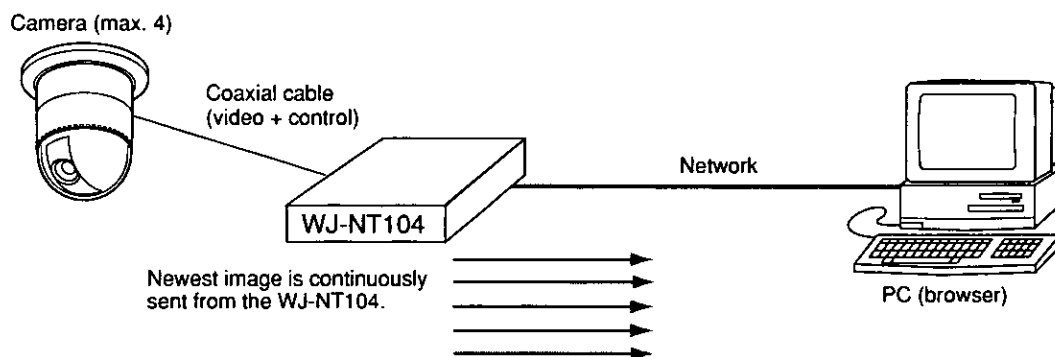 Camera (max. 4)
Coaxial cable
(video + control)
Network
WJ-NT104
Newest image is continuously
sent from the WJ-NT104.
PC (browser)